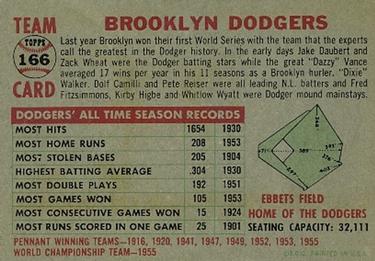 TEAM
TOPPS
166
CARD
BROOKLYN DODGERS
Last year Brooklyn won their first World Series with the team that the experts
call the greatest in the Dodger history. In the early days Jake Daubert and
Zack Wheat were the Dodger batting stars while the great "Dazzy" Vance
averaged 17 wins per year in his 11 seasons as a Brooklyn hurler. "Dixie"
Walker. Dolf Camilli and Pete Reiser were all leading N.L. batters and Fred
Fitzsimmons, Kirby Higbe and Whitlow Wyatt were Dodger mound mainstays.
DODGERS' ALL TIME SEASON RECORDS
MOST HITS 1654 1930
MOST HOME RUNS 208 1953
MOST STOLEN BASES 205 1904
HIGHEST BATTING AVERAGE .304 1930
MOST DOUBLE PLAYS 192 1951
MOST GAMES WON 105 1953
MOST CONSECUTIVE GAMES WON 15 1924
MOST RUNS SCORED IN ONE GAME 25 1901
PENNANT WINNING TEAMS—1916, 1920, 1941, 1947, 1949, 1952, 1953, 1955
WORLD CHAMPIONSHIP TEAM—1955
EBBETS FIELD
HOME OF THE DODGERS
SEATING CAPACITY: 32,111
PRINTED IN U.S.A.